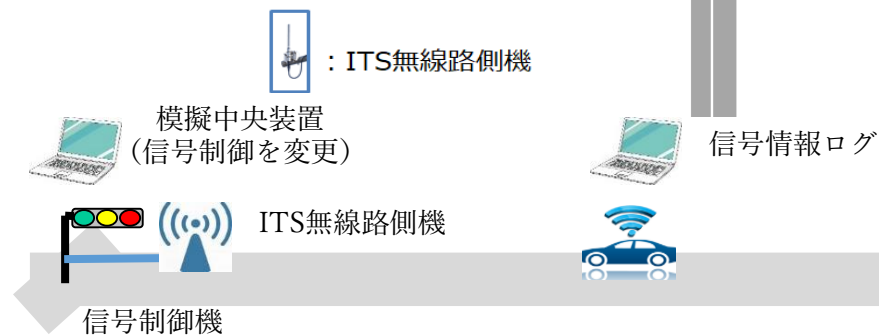 ：ITS無線路側機
模擬中央装置
（信号制御を変更）
信号情報ログ
ITS無線路側機
信号制御機